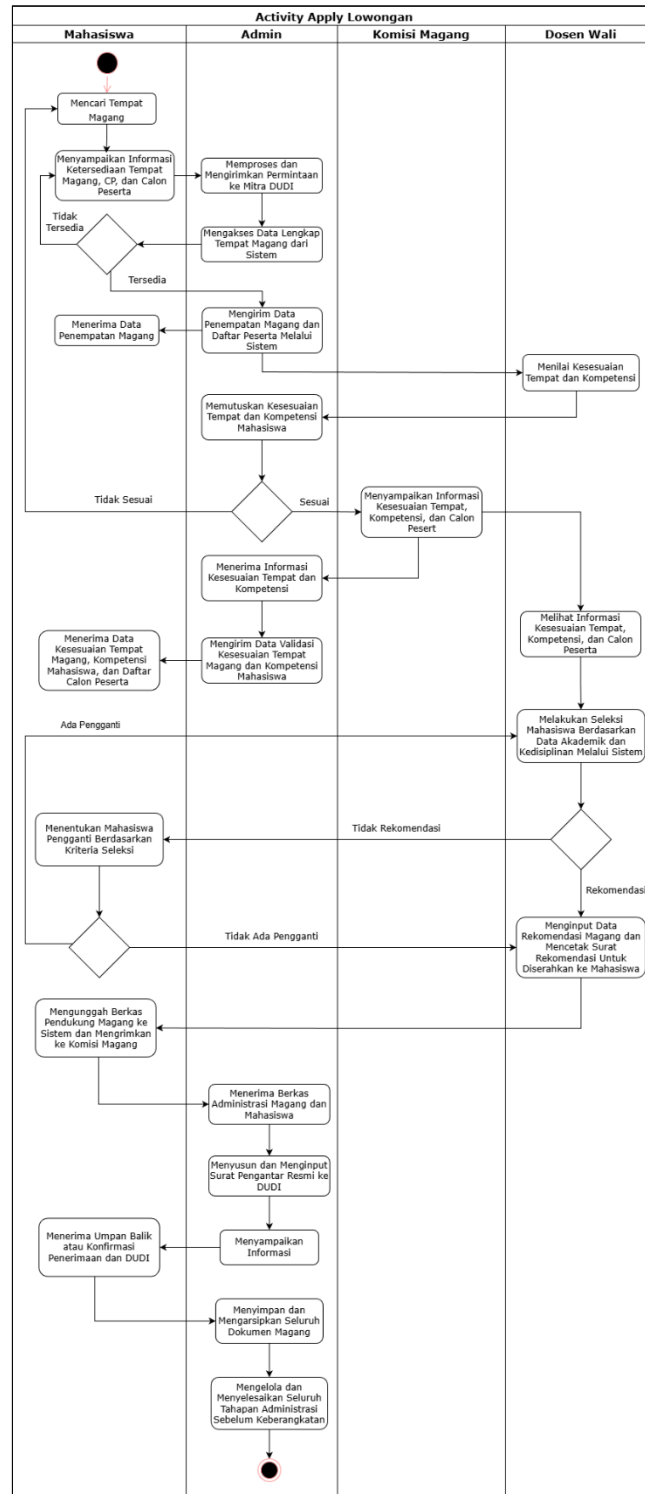 Activity Apply Lowongan
Mahasiswa
Admin
Komisi Magang
Dosen Wali
Mencari Tempat
Magang
Menyampaikan Informasi
Ketersediaan Tempat
Magang, CP, dan Calon
Peserta
Memproses dan
Mengirimkan Permintaan
ke Mitra DUDI
Tidak
Tersedia
Mengakses Data Lengkap
Tempat Magang dari
Sistem
Tersedia
Menerima Data
Penempatan Magang
Mengirim Data
Penempatan Magang dan
Daftar Peserta Melalui
Sistem
Menilai Kesesuaian
Tempat dan Kompetensi
Memutuskan Kesesuaian
Tempat dan Kompetensi
Mahasiswa
Tidak Sesuai
Sesuai
Menyampaikan Informasi
Kesesuaian Tempat,
Kompetensi, dan Calon
Pesert
Menerima Informasi
Kesesuaian Tempat dan
Kompetensi
Melihat Informasi
Kesesuaian Tempat,
Kompetensi, dan Calon
Peserta
Menerima Data
Kesesuaian Tempat
Magang, Kompetensi
Mahasiswa, dan Daftar
Calon Peserta
Mengirim Data Validasi
Kesesuaian Tempat
Magang dan Kompetensi
Mahasiswa
Ada Pengganti
Melakukan Seleksi
Mahasiswa Berdasarkan
Data Akademik dan
Kedisiplinan Melalui Sistem
Menentukan Mahasiswa
Pengganti Berdasarkan
Kriteria Seleksi
Tidak Rekomendasi
Rekomendasi
Tidak Ada Pengganti
Menginput Data
Rekomendasi Magang dan
Mencetak Surat
Rekomendasi Untuk
Diserahkan ke Mahasiswa
Mengunggah Berkas
Pendukung Magang ke
Sistem dan Mengrimkan
ke Komisi Magang
Menerima Berkas
Administrasi Magang dan
Mahasiswa
Menyusun dan Menginput
Surat Pengantar Resmi ke
DUDI
Menerima Umpan Balik
atau Konfirmasi
Penerimaan dan DUDI
Menyampaikan
Informasi
Menyimpan dan
Mengarsipkan Seluruh
Dokumen Magang
Mengelola dan
Menyelesaikan Seluruh
Tahapan Administrasi
Sebelum Keberangkatan